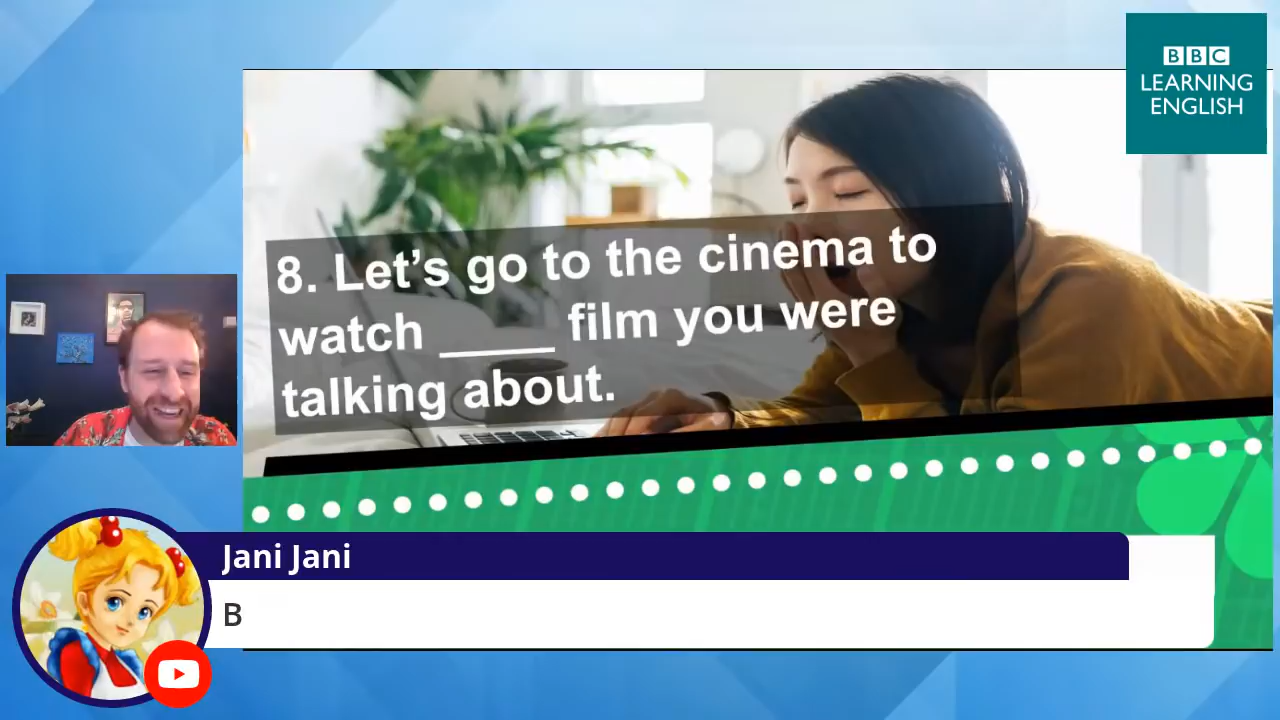 BBC
LEARNING
ENGLISH
8. Let's go to the cinema to
watch ____ film you were
talking about.
Jani Jani
B